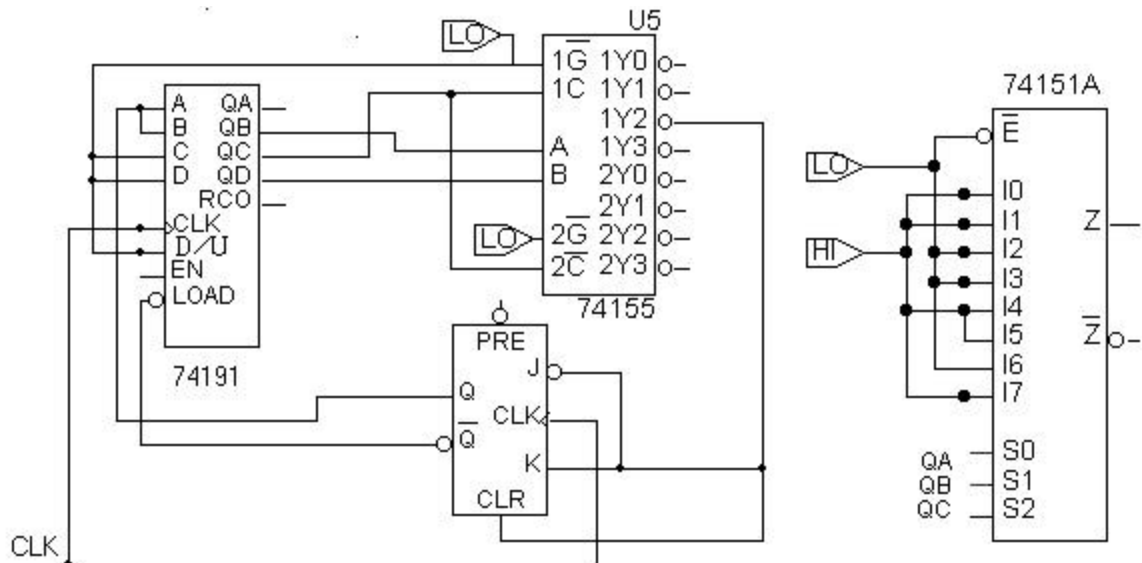 U5
LO
1G 1Y0
1C 1Y1
1Y2
A 1Y3
B 2Y0
2Y1
LO
2G 2Y2
2C 2Y3
74155
A QA
B QB
C QC
D QD
RCO
CLK
D/U
EN
LOAD
74191
PRE
J
Q
CLK
Q
K
CLR
CLK
74151A
E
LO
I0
I1 Z
HI
I2
I3
I4
I5 Z
I6
I7
QA S0
QB S1
QC S2